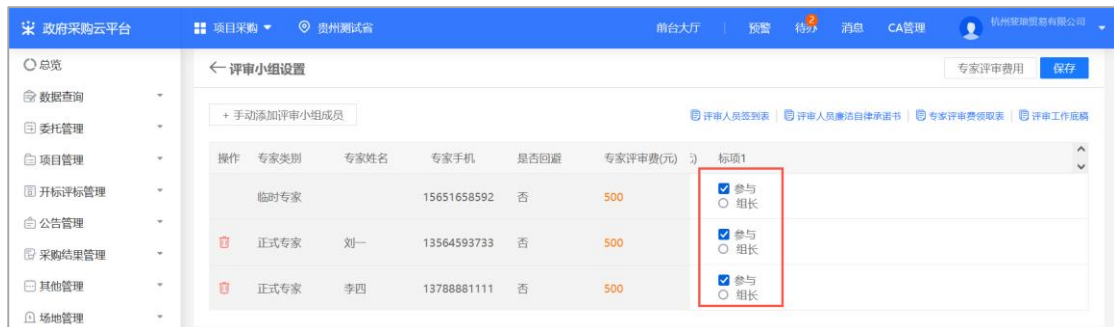 政府采购云平台 项目采购 贵州测试省 前台大厅 预警 待办 2 消息 CA管理
总览
← 评审小组设置 专家评审费用 保存
数据查询
+ 手动添加评审小组成员 评审人员签到表 评审人员廉洁自律承诺书 专家评审费领取表 评审工作底稿
委托管理
项目管理
操作 专家类别 专家姓名 专家手机 是否回避 专家评审费(元) 标项1
开标评标管理
临时专家 15651658592 否 500 参与
组长
公告管理
正式专家 刘一 13564593733 否 500 参与
组长
采购结果管理
其他管理
正式专家 李四 13788881111 否 500 参与
组长
场地管理